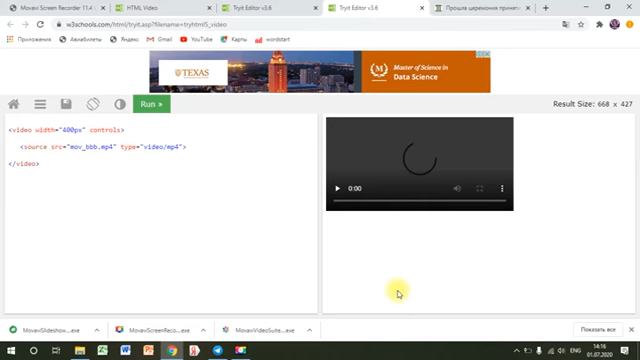 Movavi Screen Recorder 11.4
HTML Video
Tryit Editor v3.6
Tryit Editor v3.6
Прошла церемония приняти
w3schools.com/html/tryit.asp?filename=tryhtml5_video
Приложения
Авиабилеты
Яндекс
Gmail
YouTube
Карты
wordstart
TEXAS
Master of Science in
Data Science
Run »
Result Size: 668 x 427
<video width="400px" controls>
<source src="mov_bbb.mp4" type="video/mp4">
</video>
0:00
MovaviSlideshow....exe
MovaviScreenReco....exe
MovaviVideoSuite....exe
Показать все
ENG
14:16
01.07.2020